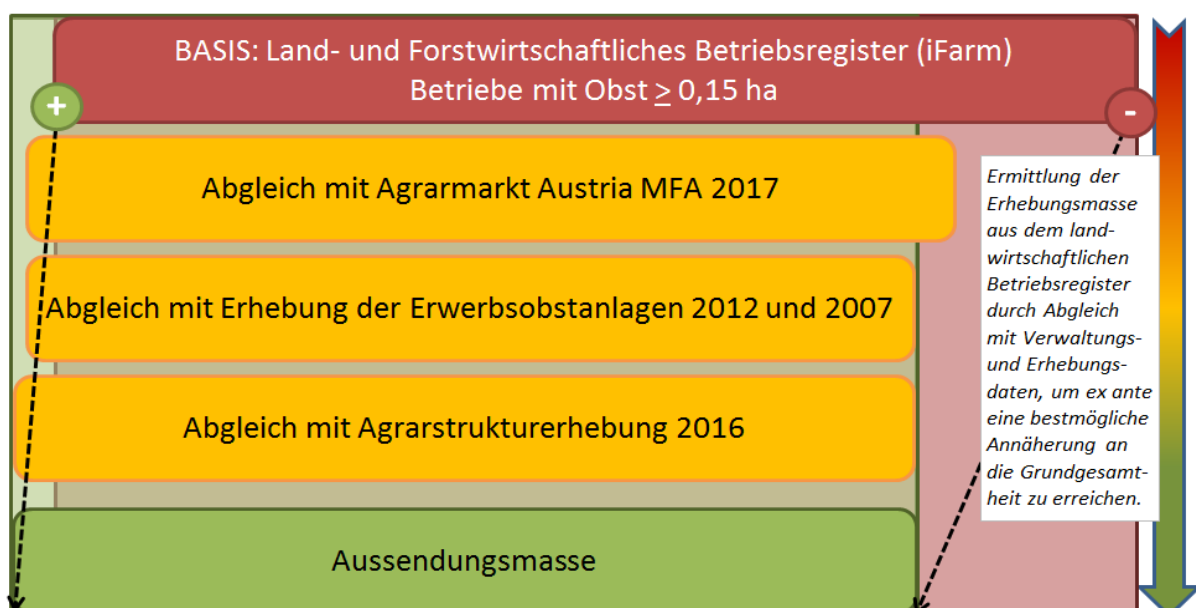 BASIS: Land- und Forstwirtschaftliches Betriebsregister (iFarm)
Betriebe mit Obst ≥ 0,15 ha
+
-
Abgleich mit Agrarmarkt Austria MFA 2017
Abgleich mit Erhebung der Erwerbsobstanlagen 2012 und 2007
Abgleich mit Agrarstrukturerhebung 2016
Aussendungsmasse
Ermittlung der
Erhebungsmasse
aus dem land-
wirtschaftlichen
Betriebsregister
durch Abgleich
mit Verwaltungs-
und Erhebungs-
daten, um ex ante
eine bestmögliche
Annäherung an
die Grundgesamt-
heit zu erreichen.